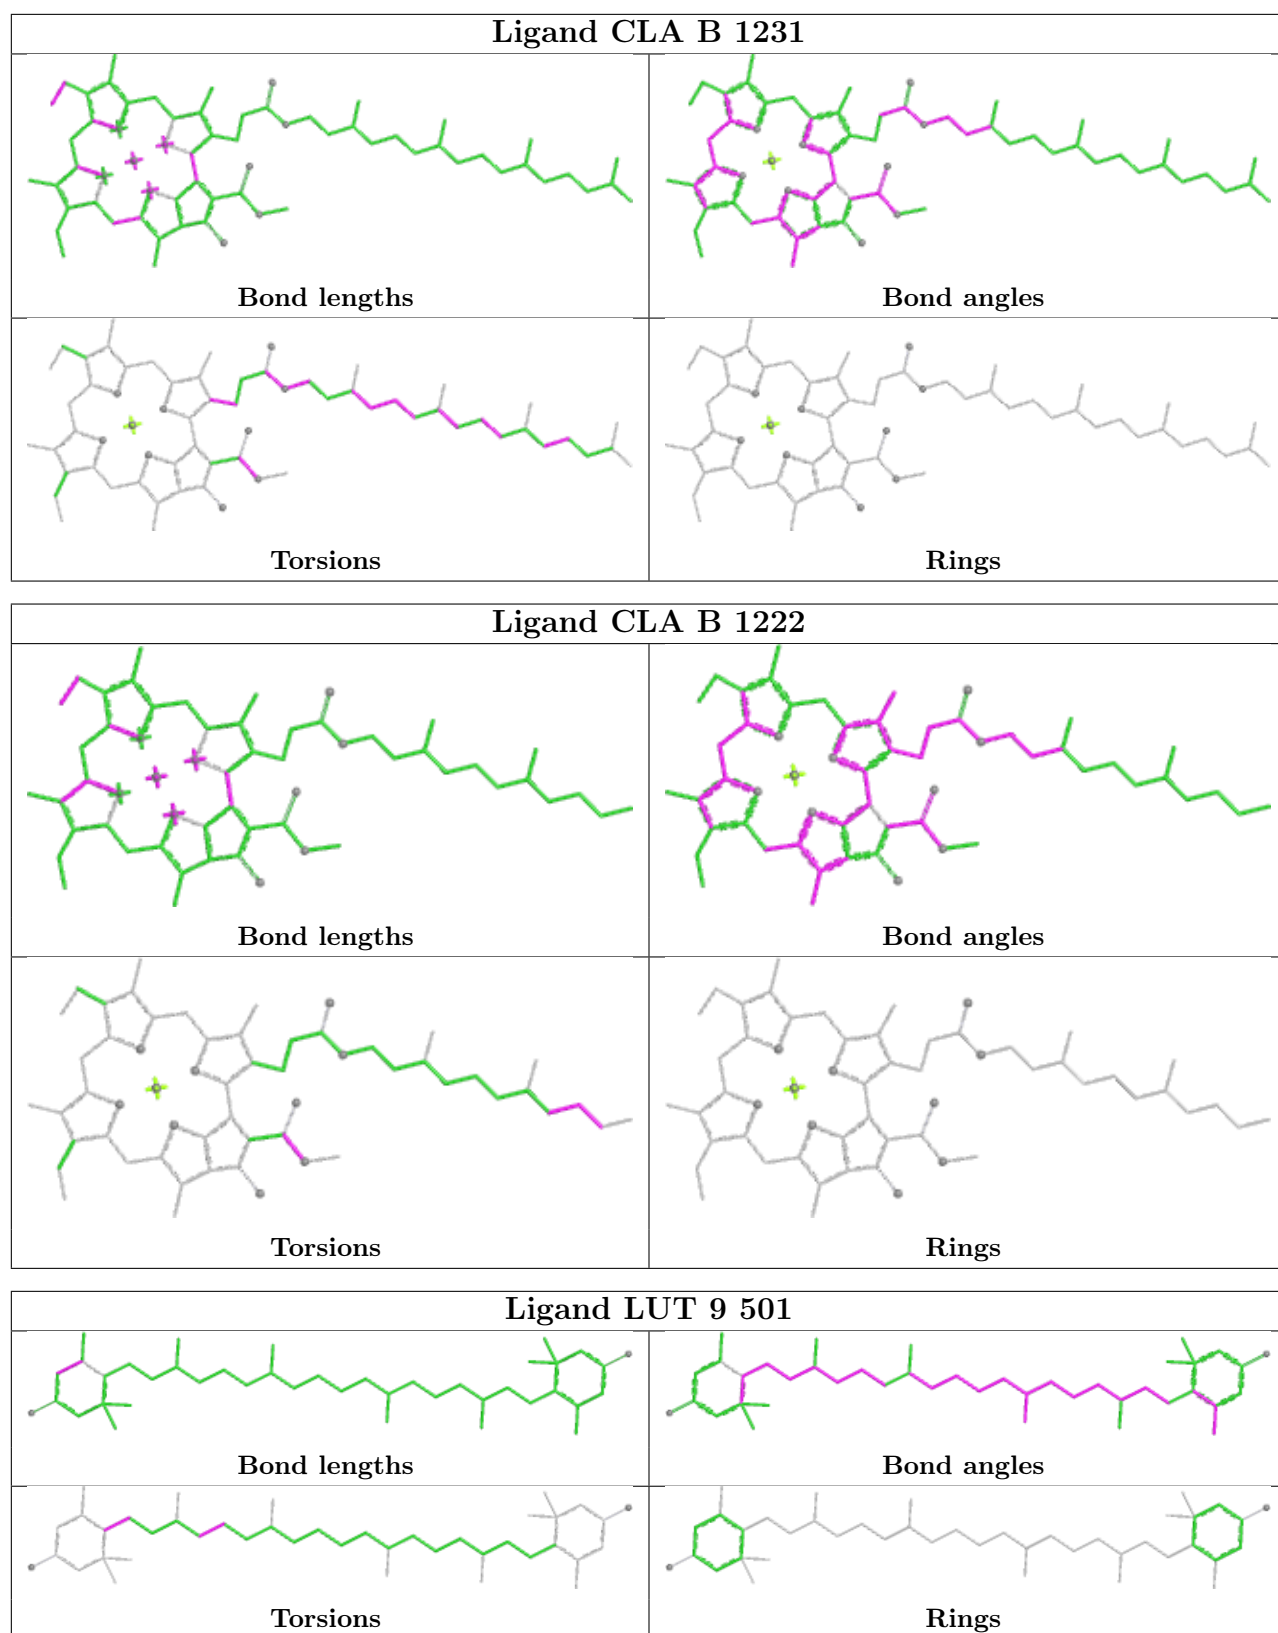 Ligand CLA B 1231
Bond lengths
Bond angles
Torsions
Rings
Ligand CLA B 1222
Bond lengths
Bond angles
Torsions
Rings
Ligand LUT 9 501
Bond lengths
Bond angles
Torsions
Rings